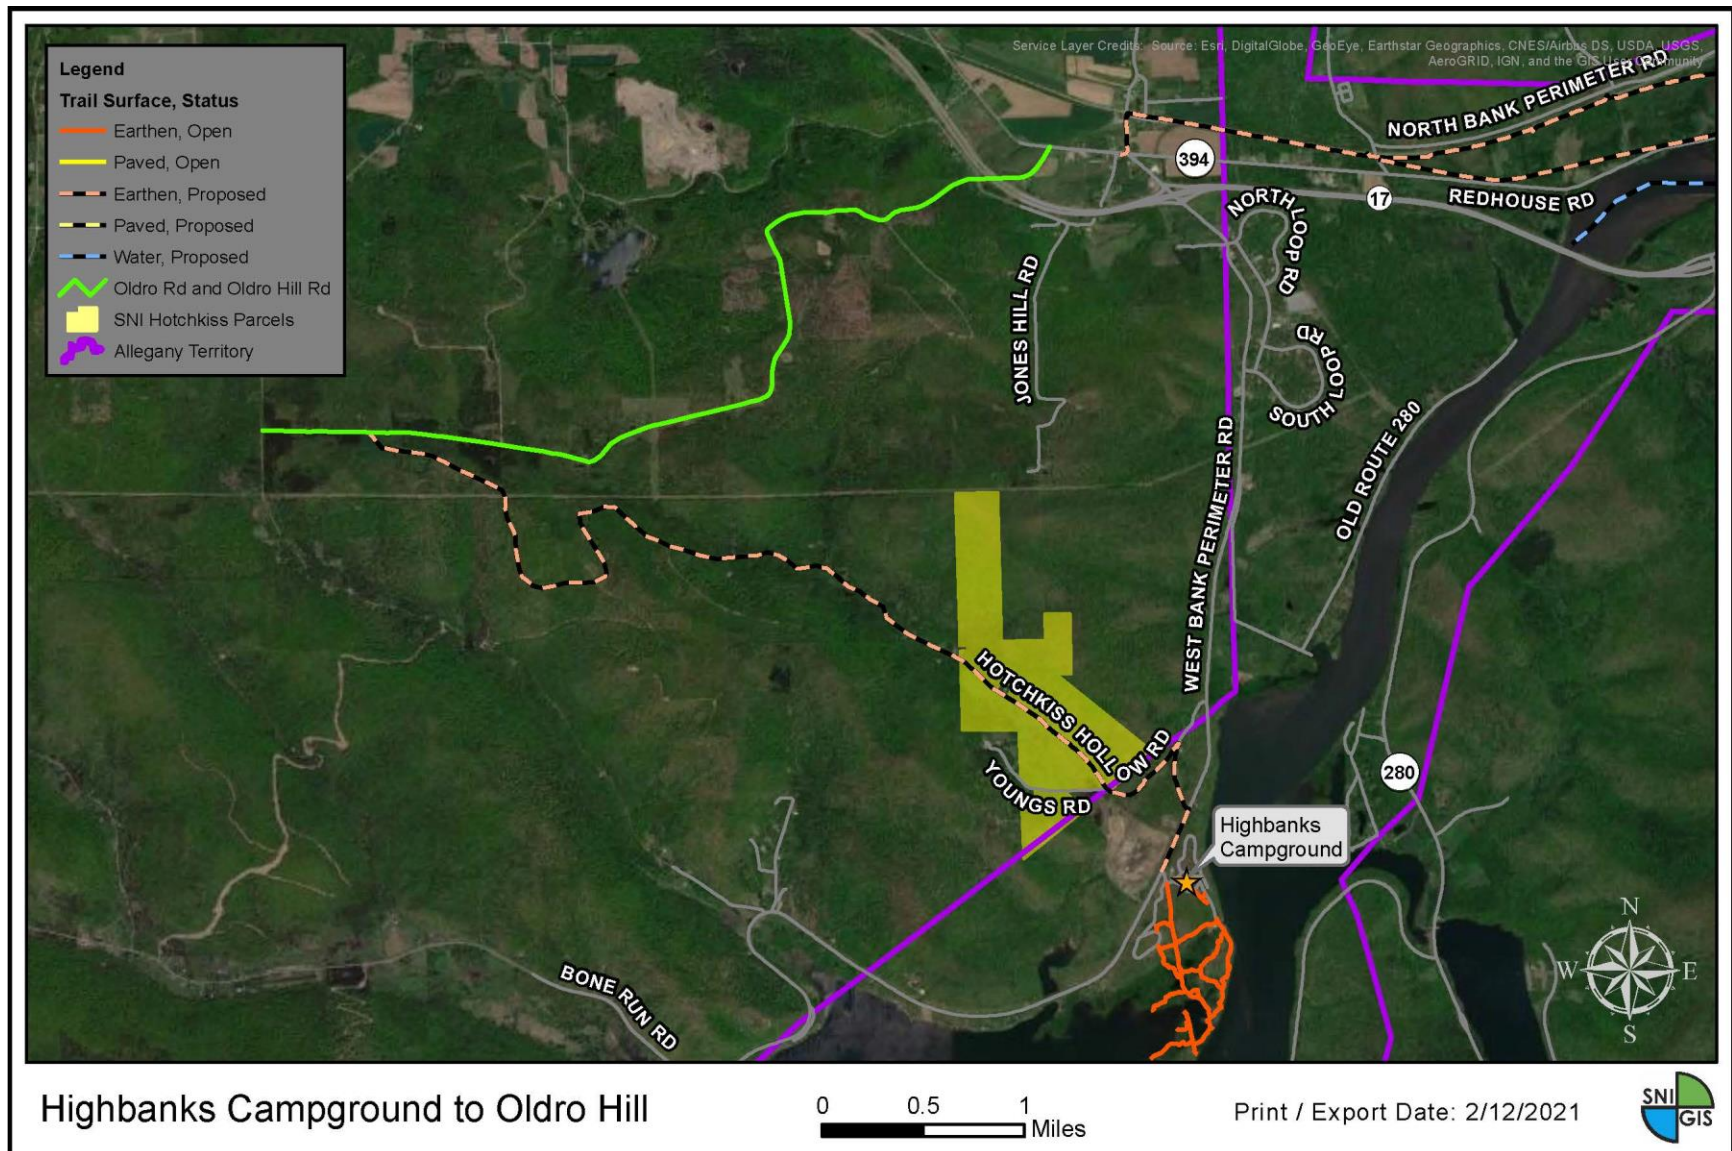 Service Layer Credits: Source: Esri, DigitalGlobe, GeoEye, Earthstar Geographics, CNES/Airbus DS, USDA, USGS,
AeroGRID, IGN, and the GIS User Community
Legend
Trail Surface, Status
Earthen, Open
Paved, Open
Earthen, Proposed
Paved, Proposed
Water, Proposed
Oldro Rd and Oldro Hill Rd
SNI Hotchkiss Parcels
Allegany Territory
NORTH BANK PERIMETER RD
394
17
REDHOUSE RD
NORTH LOOP RD
JONES HILL RD
SOUTH LOOP RD
WEST BANK PERIMETER RD
OLD ROUTE 280
HOTCHKISS HOLLOW RD
YOUNGS RD
280
Highbanks
Campground
BONE RUN RD
N
W
E
S
Highbanks Campground to Oldro Hill
0 0.5 1
Miles
Print / Export Date: 2/12/2021
SNI
GIS